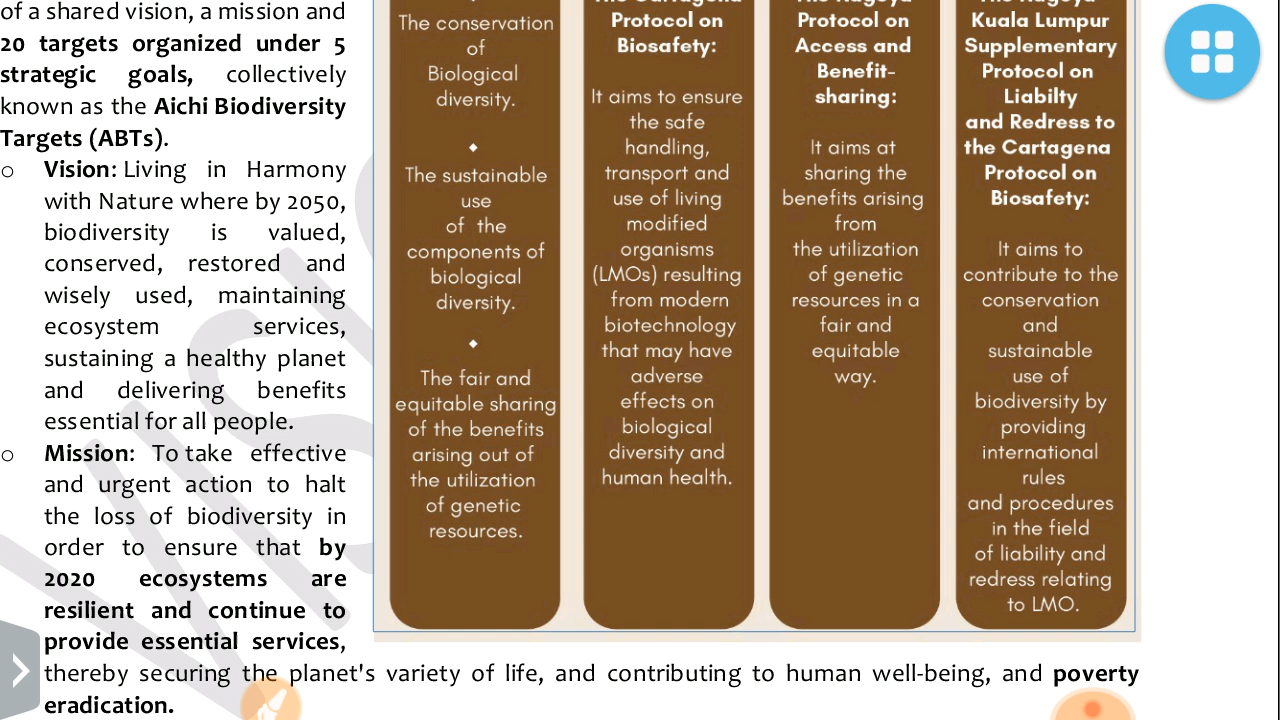 of a shared vision, a mission and
20 targets organized under 5
strategic goals, collectively
known as the Aichi Biodiversity
Targets (ABTs).
o Vision: Living in Harmony
with Nature where by 2050,
biodiversity is valued,
conserved, restored and
wisely used, maintaining
ecosystem services,
sustaining a healthy planet
and delivering benefits
essential for all people.
o Mission: To take effective
and urgent action to halt
the loss of biodiversity in
order to ensure that by
2020 ecosystems are
resilient and continue to
provide essential services,
thereby securing the planet's variety of life, and contributing to human well-being, and poverty
eradication.
The conservation
of
Biological
diversity.
The sustainable
use
of the
components of
biological
diversity.
The fair and
equitable sharing
of the benefits
arising out of
the utilization
of genetic
resources.
The Cartagena
Protocol on
Biosafety:
It aims to ensure
the safe
handling,
transport and
use of living
modified
organisms
(LMOs) resulting
from modern
biotechnology
that may have
adverse
effects on
biological
diversity and
human health.
The Nagoya
Protocol on
Access and
Benefit-
sharing:
It aims at
sharing the
benefits arising
from
the utilization
of genetic
resources in a
fair and
equitable
way.
The Nagoya-
Kuala Lumpur
Supplementary
Protocol on
Liabilty
and Redress to
the Cartagena
Protocol on
Biosafety:
It aims to
contribute to the
conservation
and
sustainable
use of
biodiversity by
providing
international
rules
and procedures
in the field
of liability and
redress relating
to LMO.